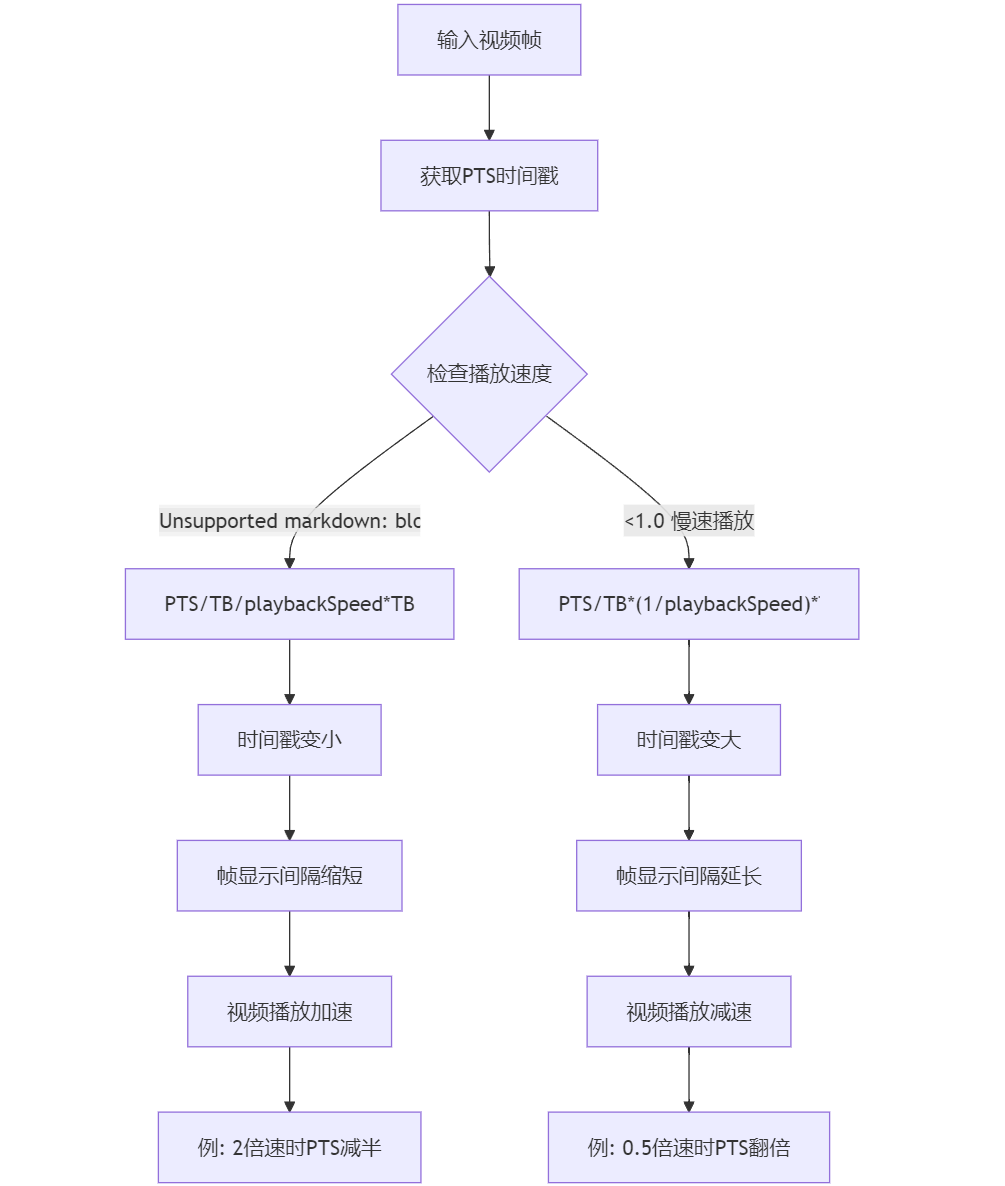 输入视频帧
获取PTS时间戳
检查播放速度
Unsupported markdown: blc
<1.0 慢速播放
PTS/TB/playbackSpeed*TB
PTS/TB*(1/playbackSpeed)*
时间戳变小
时间戳变大
帧显示间隔缩短
帧显示间隔延长
视频播放加速
视频播放减速
例: 2倍速时PTS减半
例: 0.5倍速时PTS翻倍